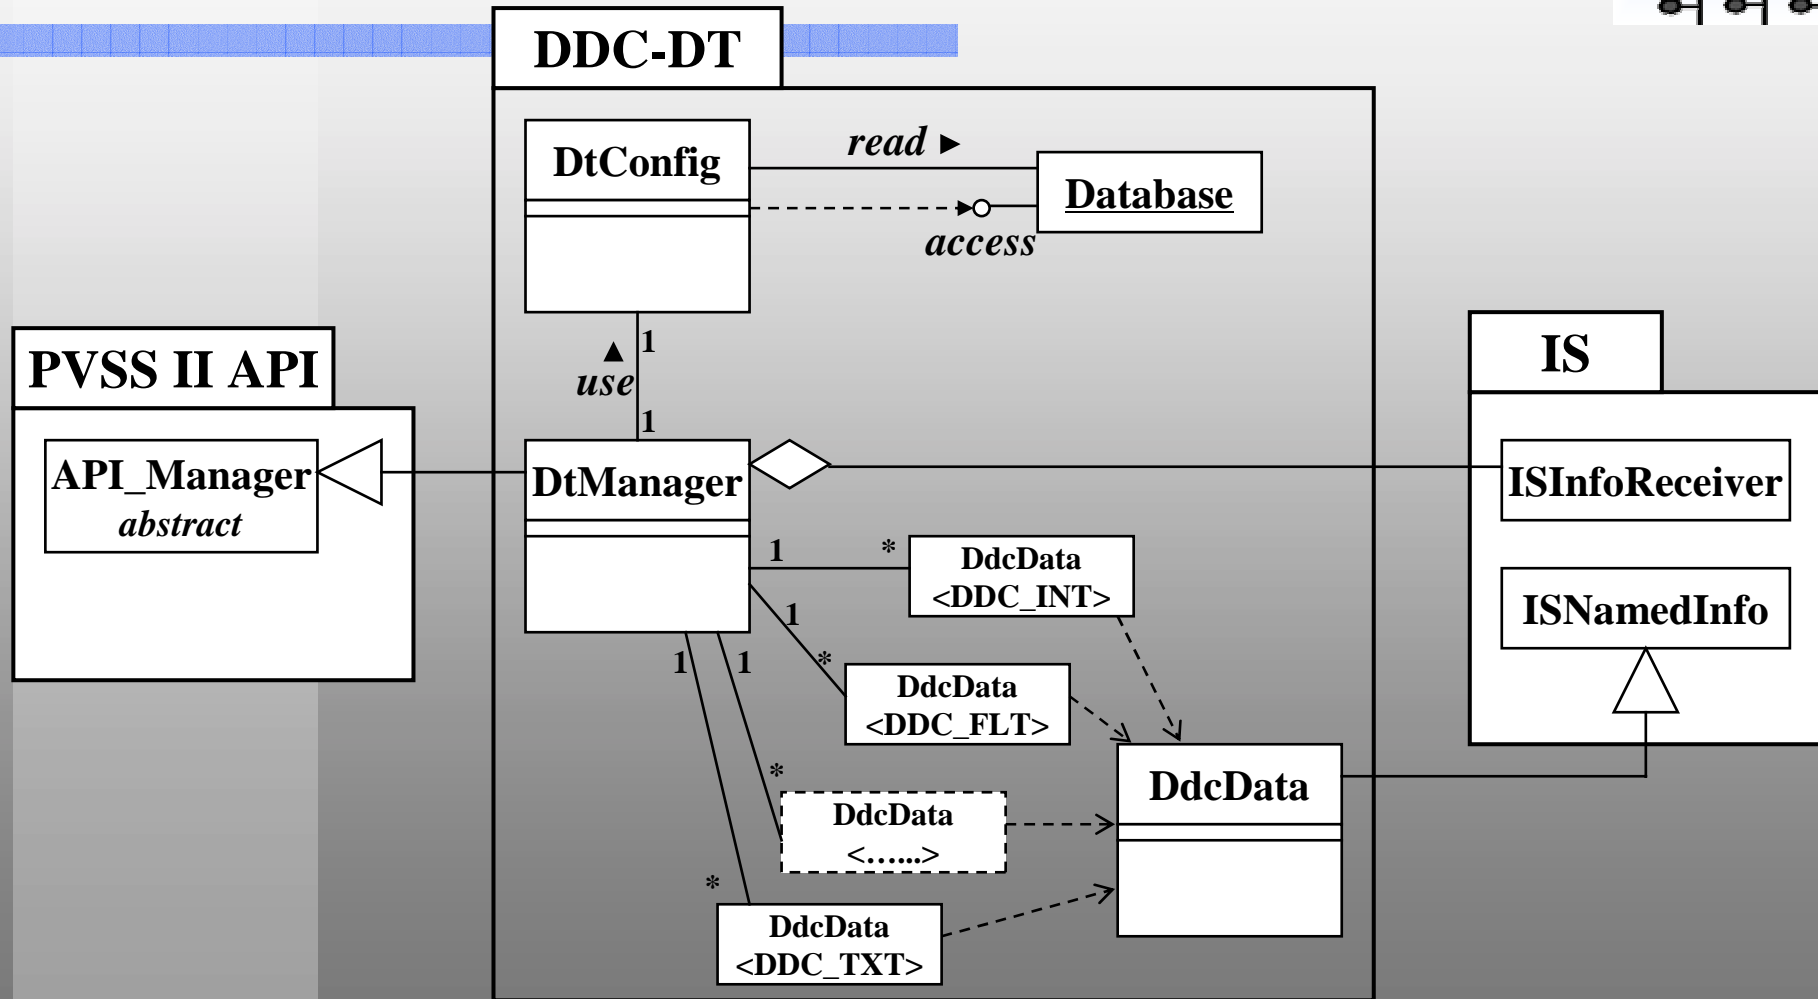 DDC-DT
DtConfig
read ►
Database
access
1
▲
use
1
PVSS II API
API_Manager
abstract
DtManager
IS
ISInfoReceiver
ISNamedInfo
1
*
DdcData
<DDC_INT>
1
*
DdcData
<DDC_FLT>
1
1
*
DdcData
<…...>
DdcData
*
DdcData
<DDC_TXT>